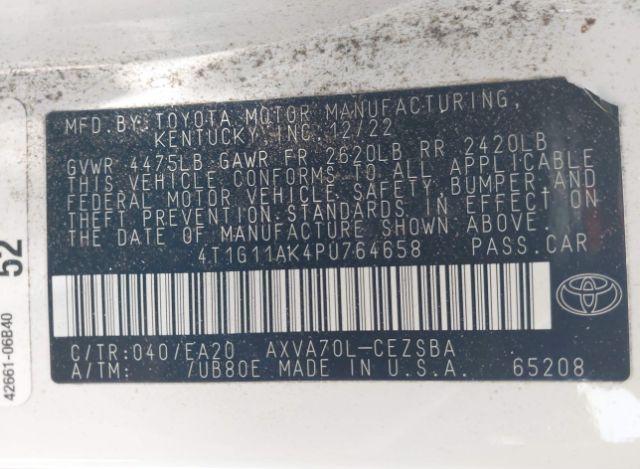 MFD. BY: TOYOTA MOTOR MANUFACTURING,
KENTUCKY, INC. 12/22
GVWR 4475LB GAWR FR 2620LB RR 2420LB
THIS VEHICLE CONFORMS TO ALL APPLICABLE
FEDERAL MOTOR VEHICLE SAFETY, BUMPER, AND
THEFT PREVENTION STANDARDS IN EFFECT ON
THE DATE OF MANUFACTURE SHOWN ABOVE.
4T1G11AK4PU764658 PASS.CAR
C/TR:040/EA20 AXVA70L-CEZSBA
A/TM: /UB80E MADE IN U.S.A. 65208
42661-06B40
52